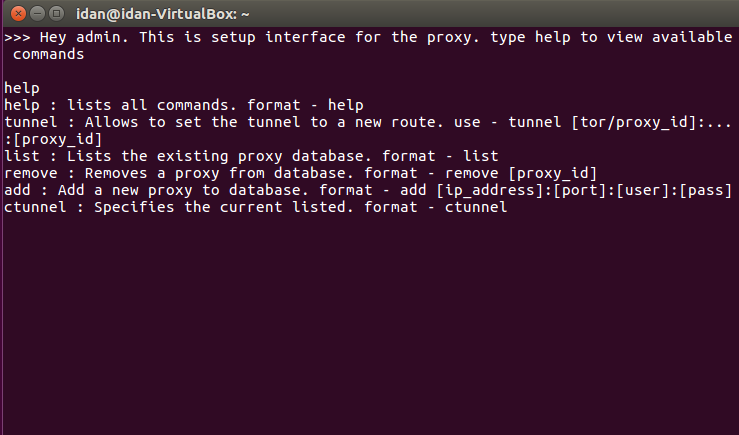 idan@idan-VirtualBox: ~
>>> Hey admin. This is setup interface for the proxy. type help to view available
 commands
help
help : lists all commands. format - help
tunnel : Allows to set the tunnel to a new route. use - tunnel [tor/proxy_id]:...
:[proxy_id]
list : Lists the existing proxy database. format - list
remove : Removes a proxy from database. format - remove [proxy_id]
add : Add a new proxy to database. format - add [ip_address]:[port]:[user]:[pass]
ctunnel : Specifies the current listed. format - ctunnel